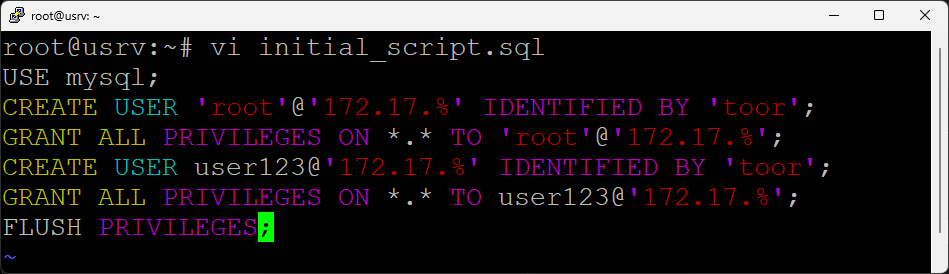 root@usrv: ~
root@usrv:~# vi initial_script.sql
USE mysql;
CREATE USER 'root'@'172.17.%' IDENTIFIED BY 'toor';
GRANT ALL PRIVILEGES ON *.* TO 'root'@'172.17.%';
CREATE USER user123@'172.17.%' IDENTIFIED BY 'toor';
GRANT ALL PRIVILEGES ON *.* TO user123@'172.17.%';
FLUSH PRIVILEGES;
~